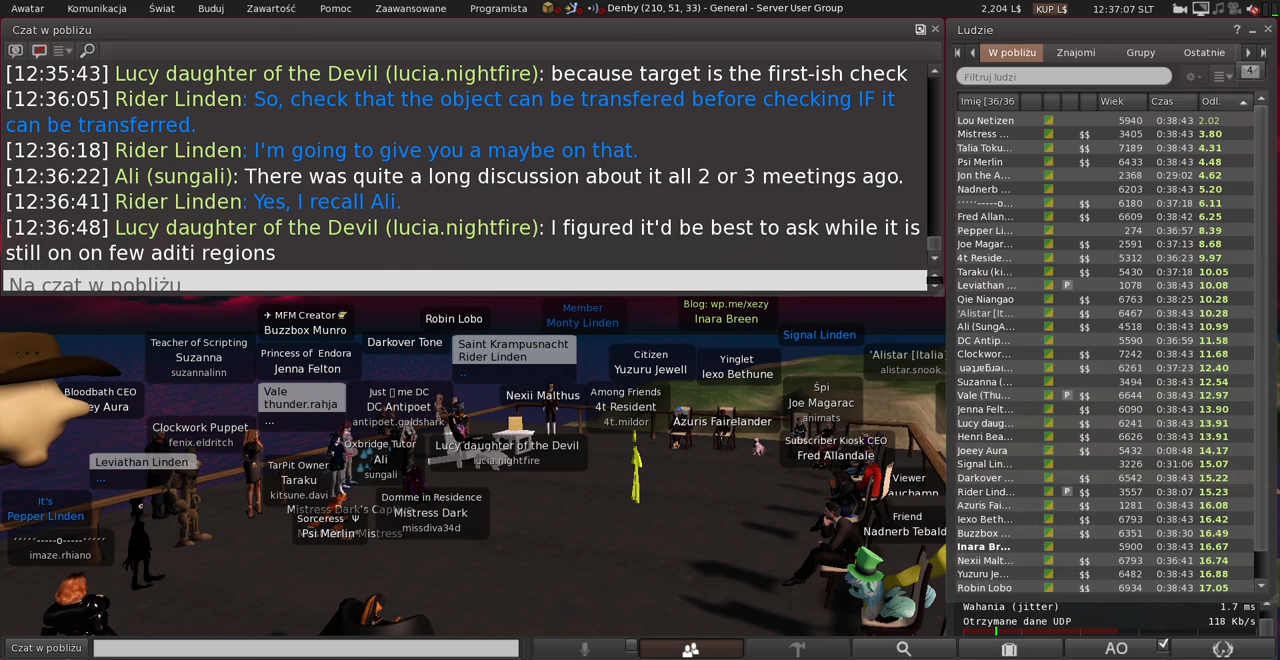 Awatar Komunikacja Świat Buduj Zawartość Pomoc Zaawansowane Programista Denby (210, 51, 33) - General - Server User Group 2,204 L$ KUP L$ 12:37:07 SLT
Czat w pobliżu
[12:35:43] Lucy daughter of the Devil (lucia.nightfire): because target is the first-ish check
[12:36:05] Rider Linden: So, check that the object can be transfered before checking IF it
can be transferred.
[12:36:18] Rider Linden: I'm going to give you a maybe on that.
[12:36:22] Ali (sungali): There was quite a long discussion about it all 2 or 3 meetings ago.
[12:36:41] Rider Linden: Yes, I recall Ali.
[12:36:48] Lucy daughter of the Devil (lucia.nightfire): I figured it'd be best to ask while it is
still on on few aditi regions
Na czat w pobliżu
Member
Monty Linden
Blog: wp.me/xezy
Inara Breen
✈ MFM Creator
Buzzbox Munro
Robin Lobo
Signal Linden
Teacher of Scripting
Suzanna
suzannalinn
Darkover Tone
Saint Krampusnacht
Rider Linden
..
Princess of Endora
Jenna Felton
Citizen
Yuzuru Jewell
Yinglet
Iexo Bethune
'Alistar [Italia]
alistar.snook
Bloodbath CEO
ey Aura
Vale
thunder.rahja
...
Just me DC
DC Antipoet
antipoet.goldshark
Nexii Malthus
Among Friends
4t Resident
4t.mildor
Śpi
Joe Magarac
animats
Azuris Fairelander
Clockwork Puppet
fenix.eldritch
Oxbridge Tutor
Ali
sungali
Lucy daughter of the Devil
lucia.nightfire
Subscriber Kiosk CEO
Fred Allandale
Leviathan Linden
...
TarPit Owner
Taraku
kitsune.davi
Viewer
auchamp
Domme in Residence
Mistress Dark
missdiva34d
It's
Pepper Linden
Sorceress Ψ
Psi Merlin
Friend
Nadnerb Tebald
´´´´´-----o-----´´´´´
imaze.rhiano
Ludzie
W pobliżu Znajomi Grupy Ostatnie
Filtruj ludzi
4
Imię [36/36 Wiek Czas Odl.
Lou Netizen 5940 0:38:43 2.02
Mistress ... $$ 3405 0:38:43 3.80
Talia Toku... $$ 7189 0:38:43 4.31
Psi Merlin $$ 6433 0:38:43 4.48
Jon the A... 2368 0:29:02 4.62
Nadnerb ... 6203 0:38:43 5.20
´´´´´-----o... $$ 6180 0:37:18 6.11
Fred Allan... $$ 6609 0:38:42 6.25
Pepper Li... 274 0:36:57 8.39
Joe Magar... $$ 2591 0:37:13 8.68
4t Reside... $$ 5312 0:36:23 9.97
Taraku (ki... $$ 5430 0:37:18 10.05
Leviathan ... P 1078 0:38:43 10.08
Qie Niangao $$ 6763 0:38:25 10.28
'Alistar [It... $$ 6467 0:38:43 10.28
Ali (SungA... $$ 4518 0:38:43 10.99
DC Antip... 5590 0:36:59 11.58
Clockwor... $$ 7242 0:38:43 11.68
$$ 6261 0:37:23 12.40
Suzanna (... 3494 0:38:43 12.54
Vale (Thu... P $$ 6644 0:38:43 12.97
Jenna Felt... $$ 6090 0:38:43 13.90
Lucy daug... $$ 6241 0:38:43 13.91
Henri Bea... $$ 6626 0:38:43 13.91
Joeey Aura $$ 5432 0:08:48 14.17
Signal Lin... 3226 0:31:06 15.07
Darkover ... $$ 6542 0:38:43 15.22
Rider Lind... P $$ 3557 0:38:07 15.23
Azuris Fai... $$ 1281 0:38:43 16.08
Iexo Beth... $$ 6793 0:38:43 16.42
Buzzbox ... $$ 6351 0:38:30 16.49
Inara Br... 5900 0:38:43 16.67
Nexii Malt... $$ 6793 0:36:41 16.74
Yuzuru Je... $$ 6482 0:38:43 16.88
Robin Lobo $$ 6934 0:38:43 17.05
Wahania (jitter) 1.7 ms
Otrzymane dane UDP 118 Kb/s
Czat w pobliżu AO